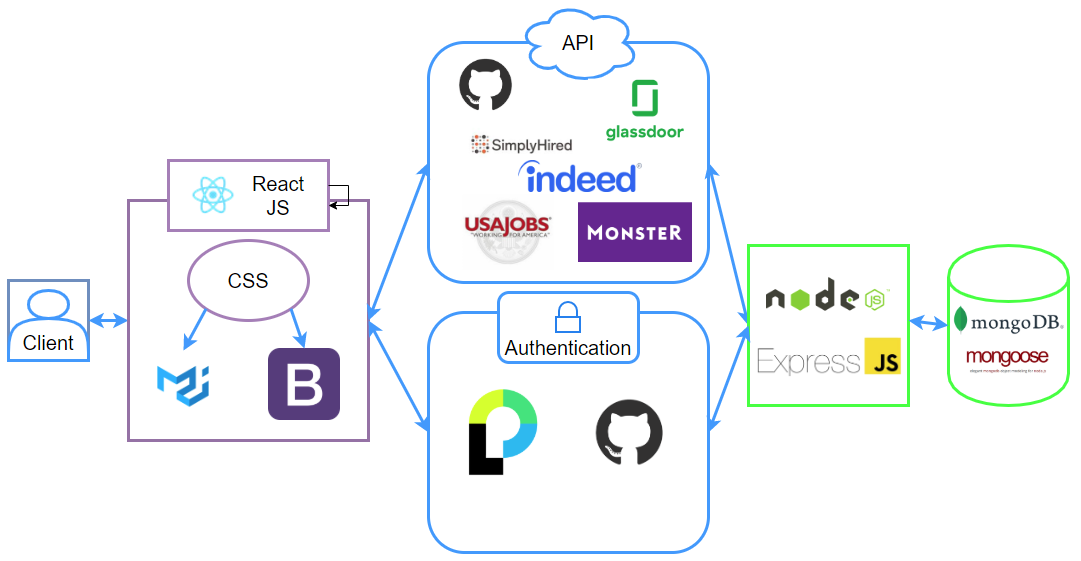 API
glassdoor
SimplyHired
indeed®
React
JS
USAJOBS®
"WORKING FOR AMERICA"
MONSTER
CSS
node
JS™
mongoDB®
Client
Authentication
Express
JS
mongoose
elegant mongodb object modeling for node.js
B